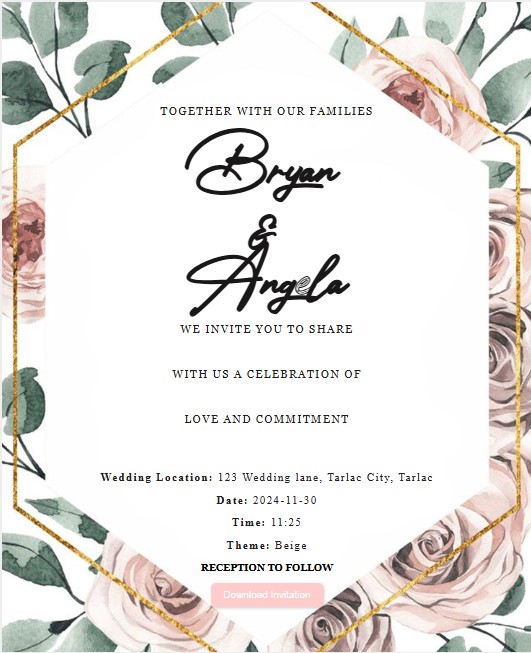 TOGETHER WITH OUR FAMILIES
Bryan
&
Angela
WE INVITE YOU TO SHARE
WITH US A CELEBRATION OF
LOVE AND COMMITMENT
Wedding Location: 123 Wedding lane, Tarlac City, Tarlac
Date: 2024-11-30
Time: 11:25
Theme: Beige
RECEPTION TO FOLLOW
Download Invitation